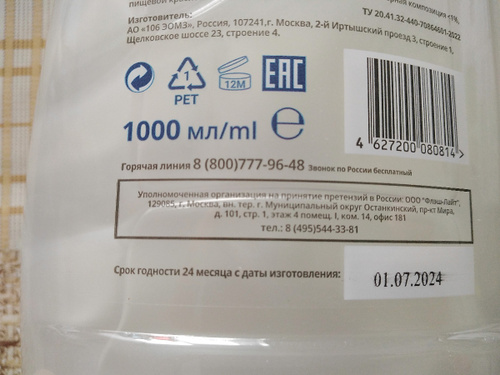 пищевой
Изготовитель: ТУ 20.41.32-440-70864601-2022
АО «106 ЭОМЗ», Россия, 107241,г. Москва, 2-й Иртышский проезд 3, строение 1,
Щелковское шоссе 23, строение 4.
1
PET
12M
EAC
1000 мл/ml e
4 627200 080814 >
Горячая линия 8 (800)777-96-48 Звонок по России бесплатный
Уполномоченная организация на принятие претензий в России: ООО "Флэш-Лайт".
129085, г. Москва, вн. тер. г. Муниципальный округ Останкинский, пр-кт Мира,
д. 101, стр. 1, этаж 4 помещ. I, ком. 14, офис 181
тел.: 8 (495)544-33-81
Срок годности 24 месяца с даты изготовления: 01.07.2024